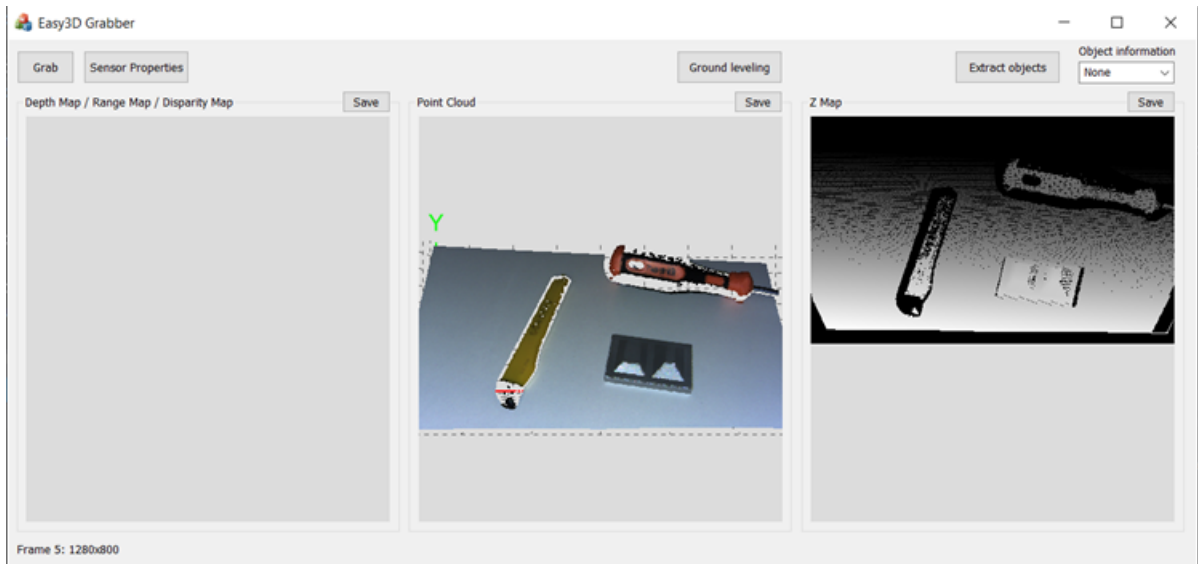 Easy3D Grabber
Grab
Sensor Properties
Ground leveling
Extract objects
Object information
None
Depth Map / Range Map / Disparity Map
Save
Point Cloud
Save
Z Map
Save
Y
Frame 5: 1280x800